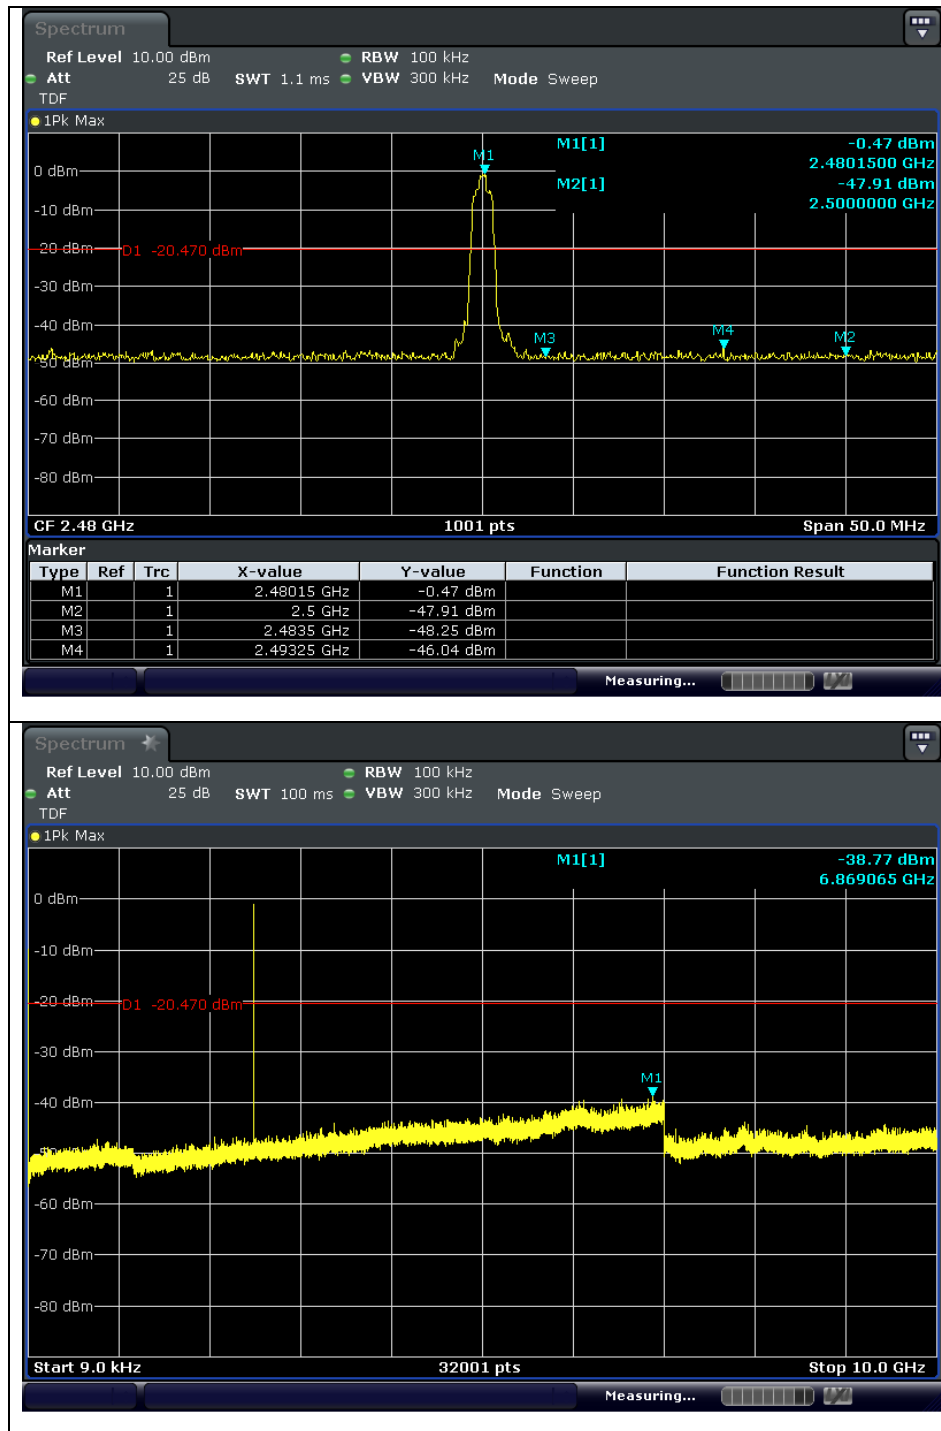 Spectrum
Ref Level 10.00 dBm RBW 100 kHz
Att 25 dB SWT 1.1 ms VBW 300 kHz Mode Sweep
TDF
1Pk Max
M1[1] -0.47 dBm
2.4801500 GHz
M2[1] -47.91 dBm
2.5000000 GHz
M1
0 dBm
-10 dBm
-20 dBm
D1 -20.470 dBm
-30 dBm
-40 dBm
M3 M4 M2
-50 dBm
-60 dBm
-70 dBm
-80 dBm
CF 2.48 GHz 1001 pts Span 50.0 MHz
Marker
Type Ref Trc X-value Y-value Function Function Result
M1 1 2.48015 GHz -0.47 dBm
M2 1 2.5 GHz -47.91 dBm
M3 1 2.4835 GHz -48.25 dBm
M4 1 2.49325 GHz -46.04 dBm
Measuring...
Spectrum
Ref Level 10.00 dBm RBW 100 kHz
Att 25 dB SWT 100 ms VBW 300 kHz Mode Sweep
TDF
1Pk Max
M1[1] -38.77 dBm
6.869065 GHz
0 dBm
-10 dBm
-20 dBm
D1 -20.470 dBm
-30 dBm
M1
-40 dBm
-60 dBm
-70 dBm
-80 dBm
Start 9.0 kHz 32001 pts Stop 10.0 GHz
Measuring...